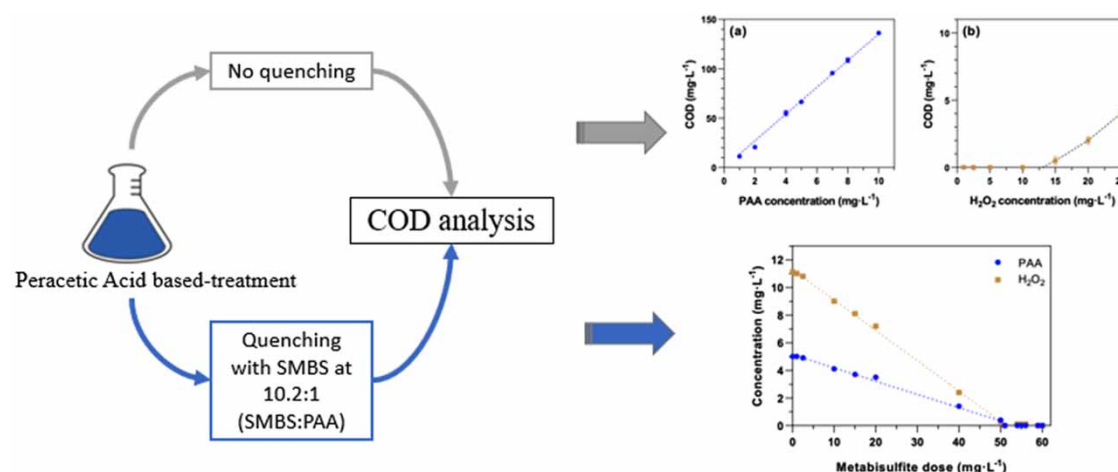 No quenching
COD analysis
Peracetic Acid based-treatment
Quenching
with SMBS at
10.2:1
(SMBS:PAA)
(a)
COD (mg·L⁻¹)
150
100
50
0
0 2 4 6 8 10
PAA concentration (mg·L⁻¹)
(b)
COD (mg·L⁻¹)
10
5
0
0 5 10 15 20 25
H₂O₂ concentration (mg·L⁻¹)
PAA
H₂O₂
Concentration (mg·L⁻¹)
12
10
8
6
4
2
0
0 10 20 30 40 50 60
Metabisulfite dose (mg·L⁻¹)